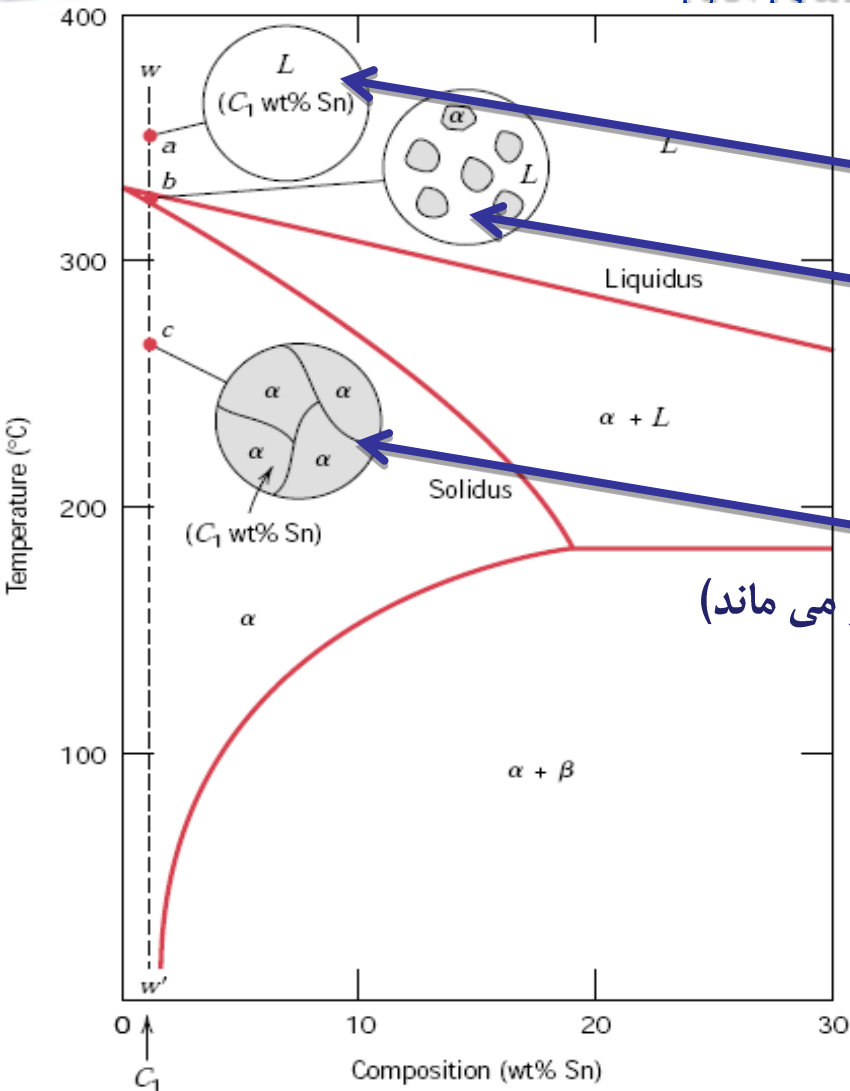 400
w
L
(C₁ wt% Sn)
a
α
L
L
b
300
Liquidus
c
α
α
α
α
α + L
200
Solidus
(C₁ wt% Sn)
می ماند)
α
100
α + β
w′
0
10
20
30
C₁
Composition (wt% Sn)
Temperature (°C)